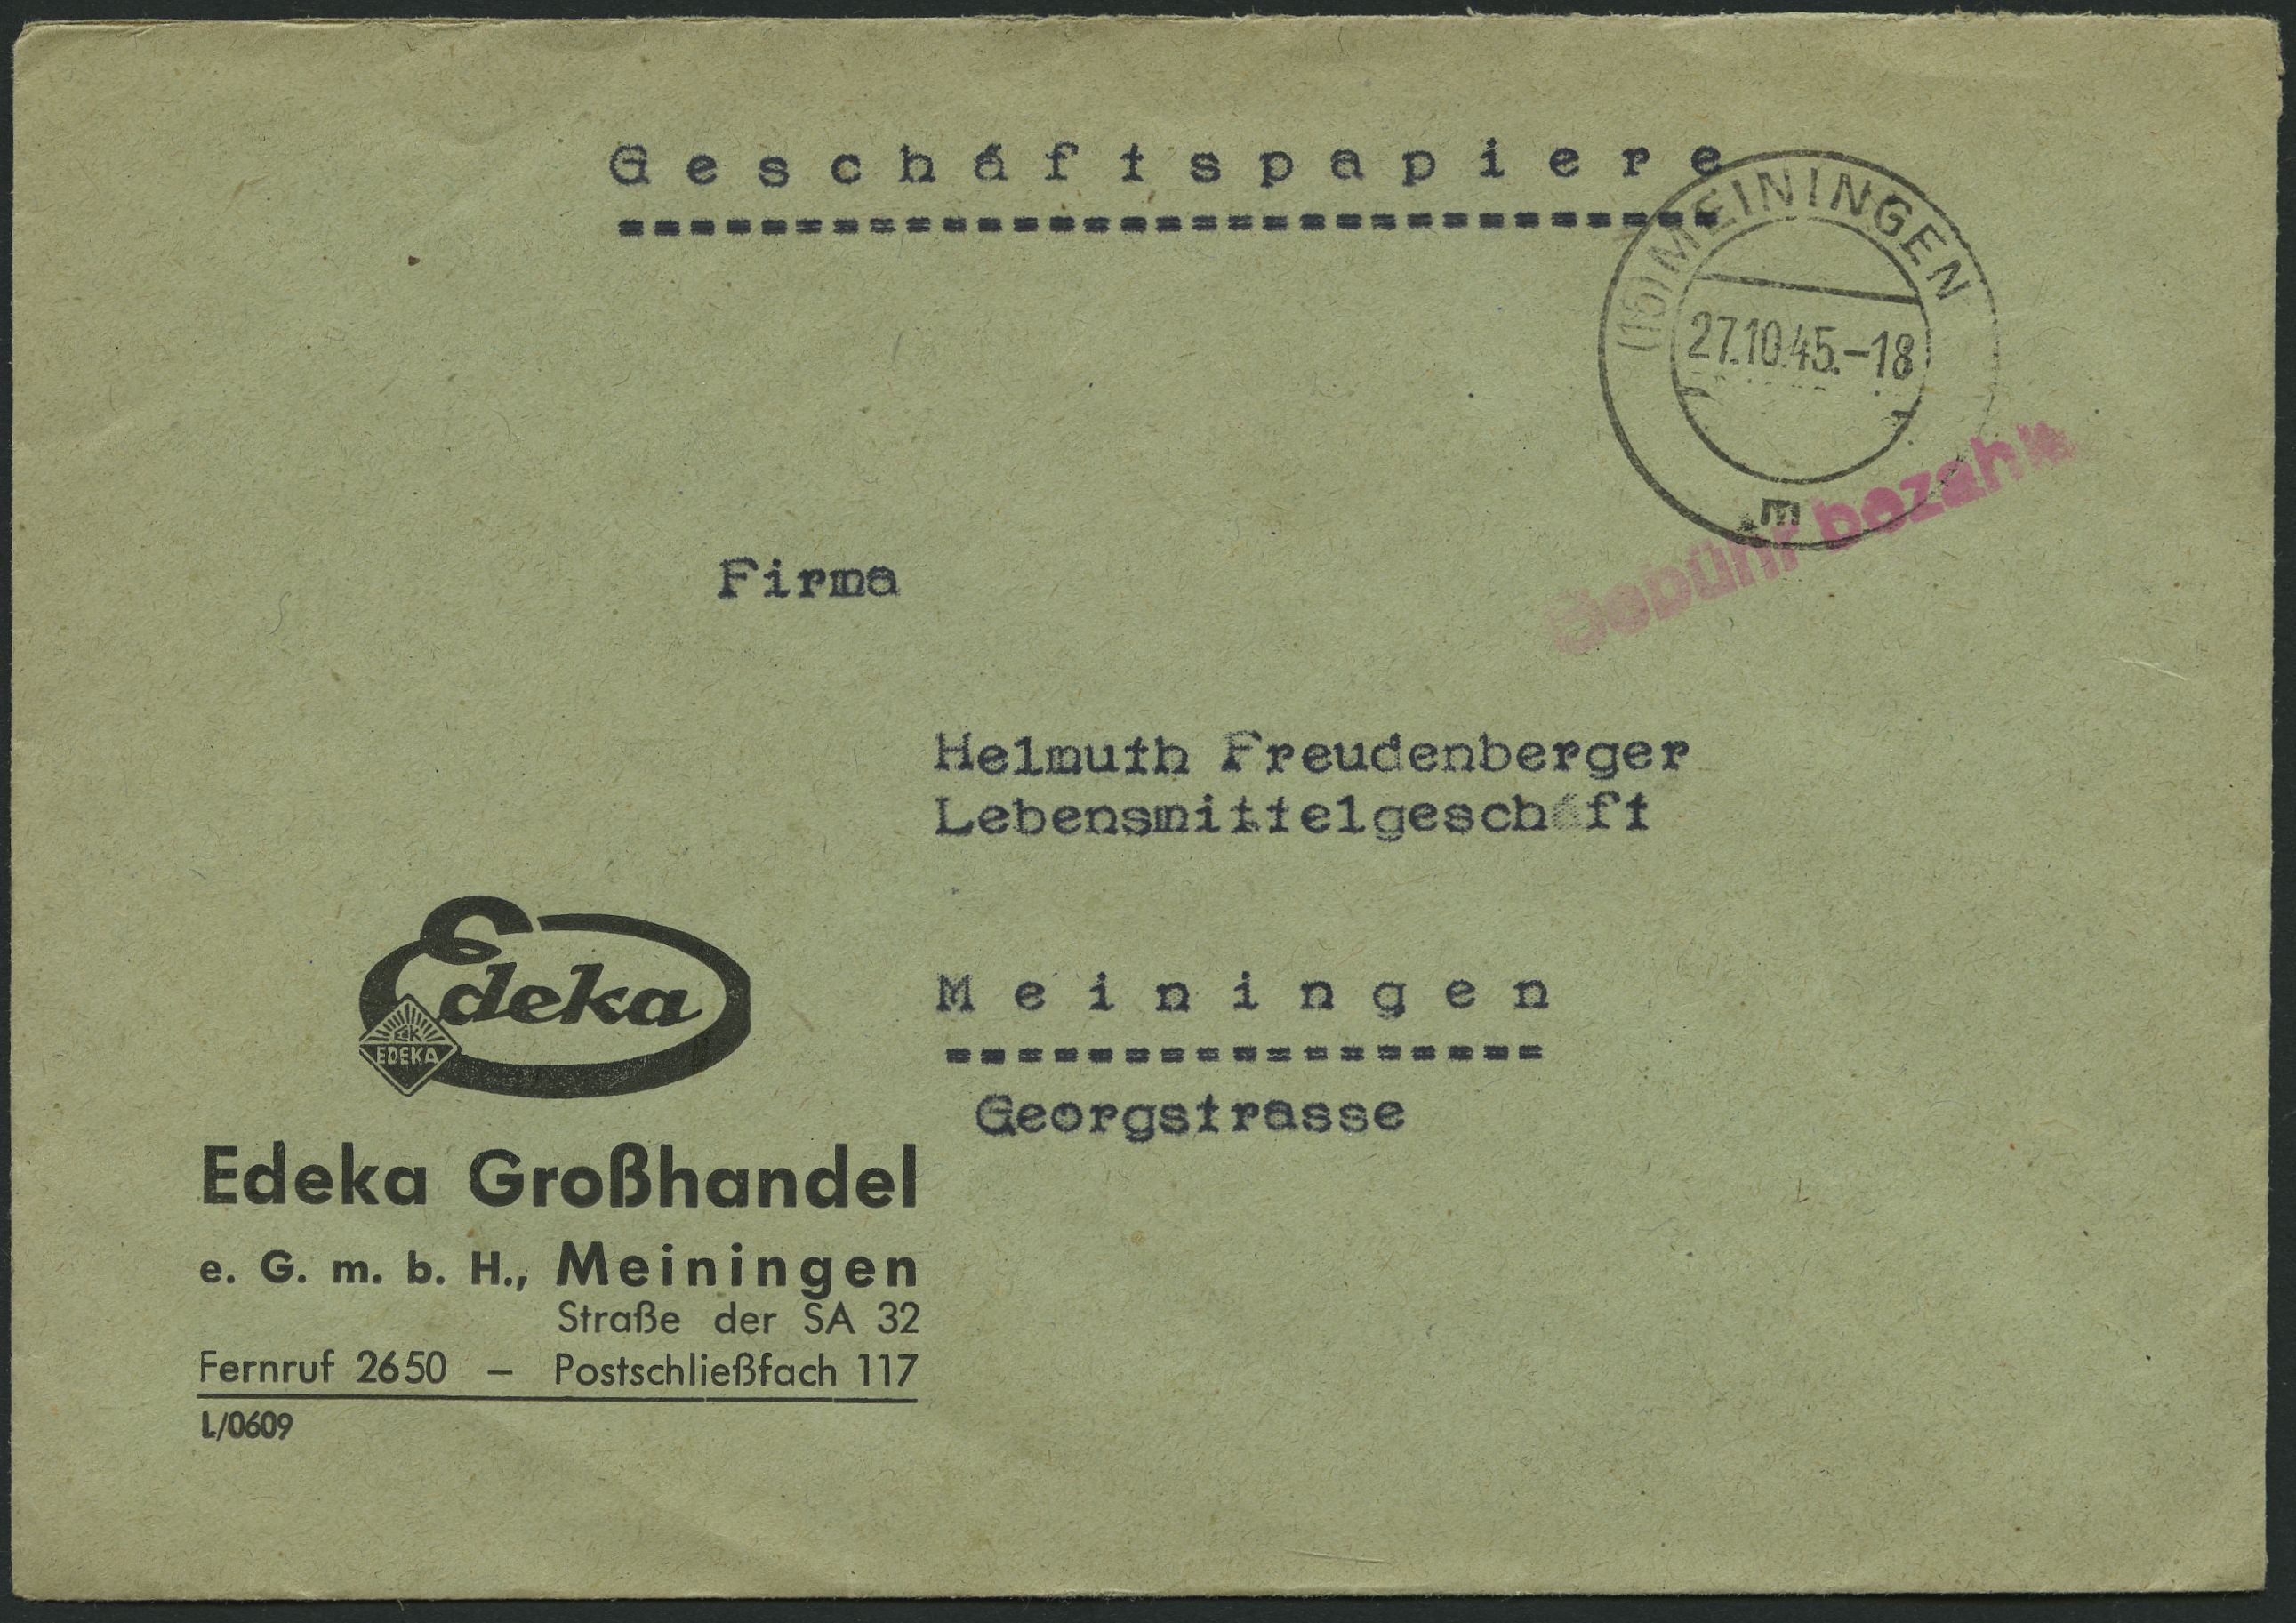 Geschäftspapiere
(15) MEININGEN
27.10.45.-18
m
Gebühr bezahlt
Firma
Helmuth Freudenberger
Lebensmittelgeschäft
Meiningen
Georgstrasse
Edeka
EK
EDEKA
Edeka Großhandel
e. G. m. b. H., Meiningen
Straße der SA 32
Fernruf 2650 – Postschließfach 117
L/0609